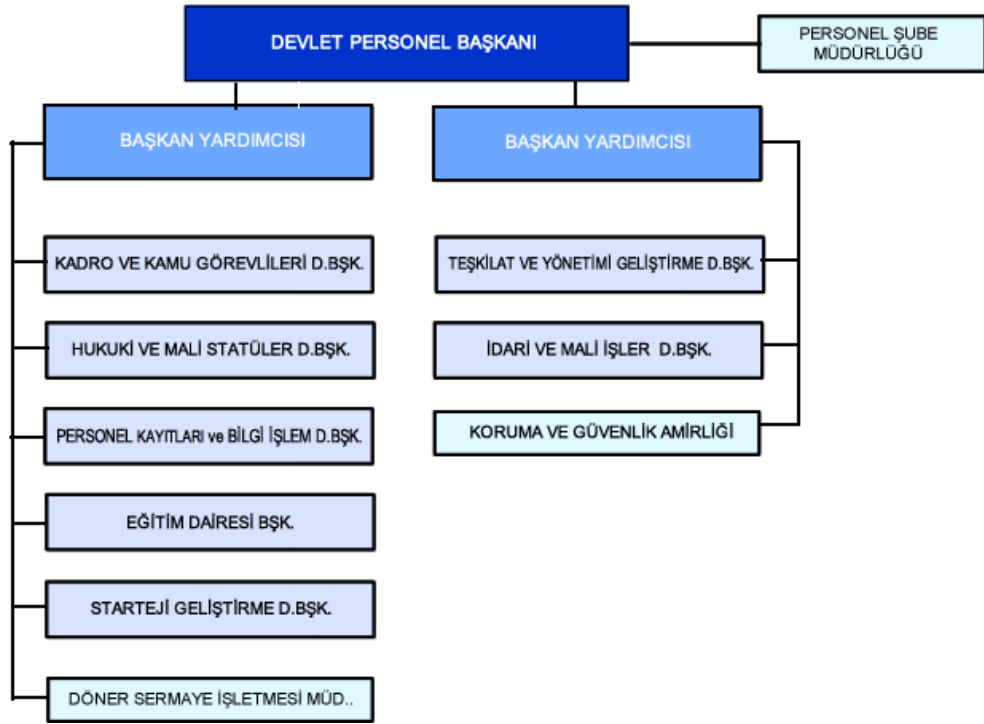 DEVLET PERSONEL BAŞKANI
PERSONEL ŞUBE
MÜDÜRLÜĞÜ
BAŞKAN YARDIMCISI
BAŞKAN YARDIMCISI
KADRO VE KAMU GÖREVLİLERİ D.BŞK.
HUKUKİ VE MALİ STATÜLER D.BŞK.
PERSONEL KAYITLARI ve BİLGİ İŞLEM D.BŞK.
EĞİTİM DAİRESİ BŞK.
STARTEJİ GELİŞTİRME D.BŞK.
DÖNER SERMAYE İŞLETMESİ MÜD..
TEŞKİLAT VE YÖNETİMİ GELİŞTİRME D.BŞK.
İDARİ VE MALİ İŞLER D.BŞK.
KORUMA VE GÜVENLİK AMİRLİĞİ